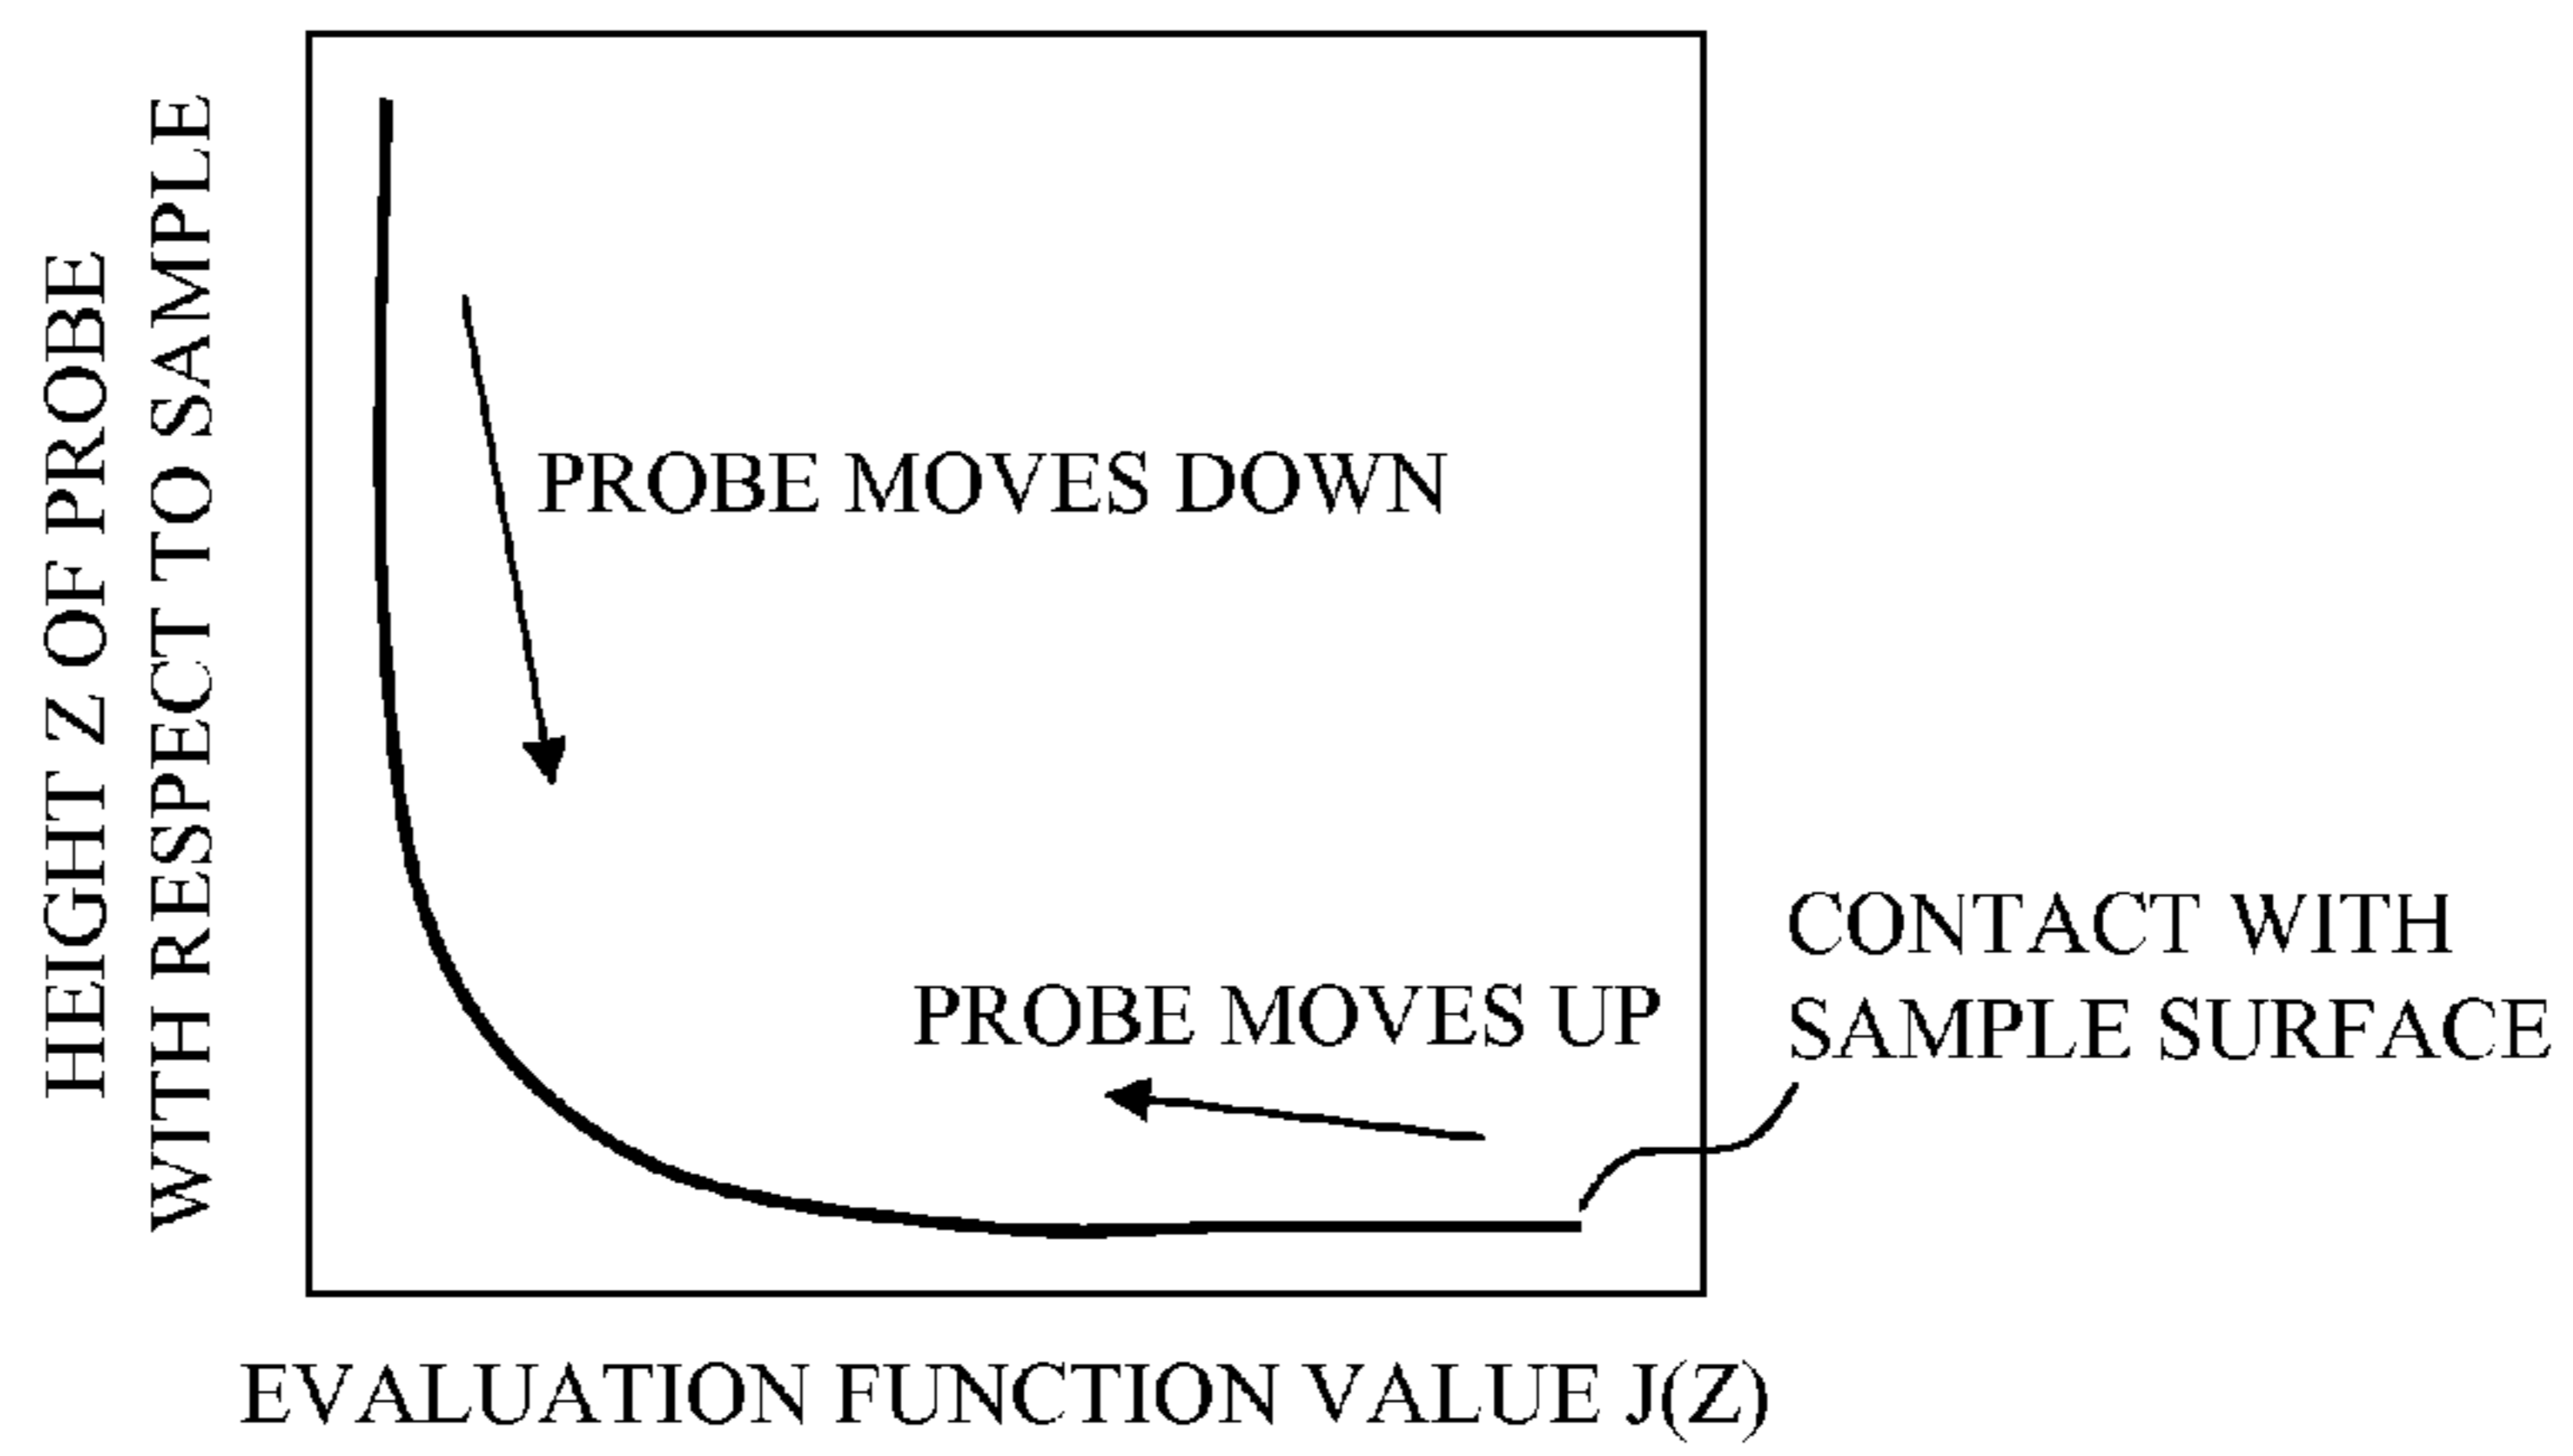 HEIGHT Z OF PROBE
WITH RESPECT TO SAMPLE
PROBE MOVES DOWN
PROBE MOVES UP
CONTACT WITH
SAMPLE SURFACE
EVALUATION FUNCTION VALUE J(Z)